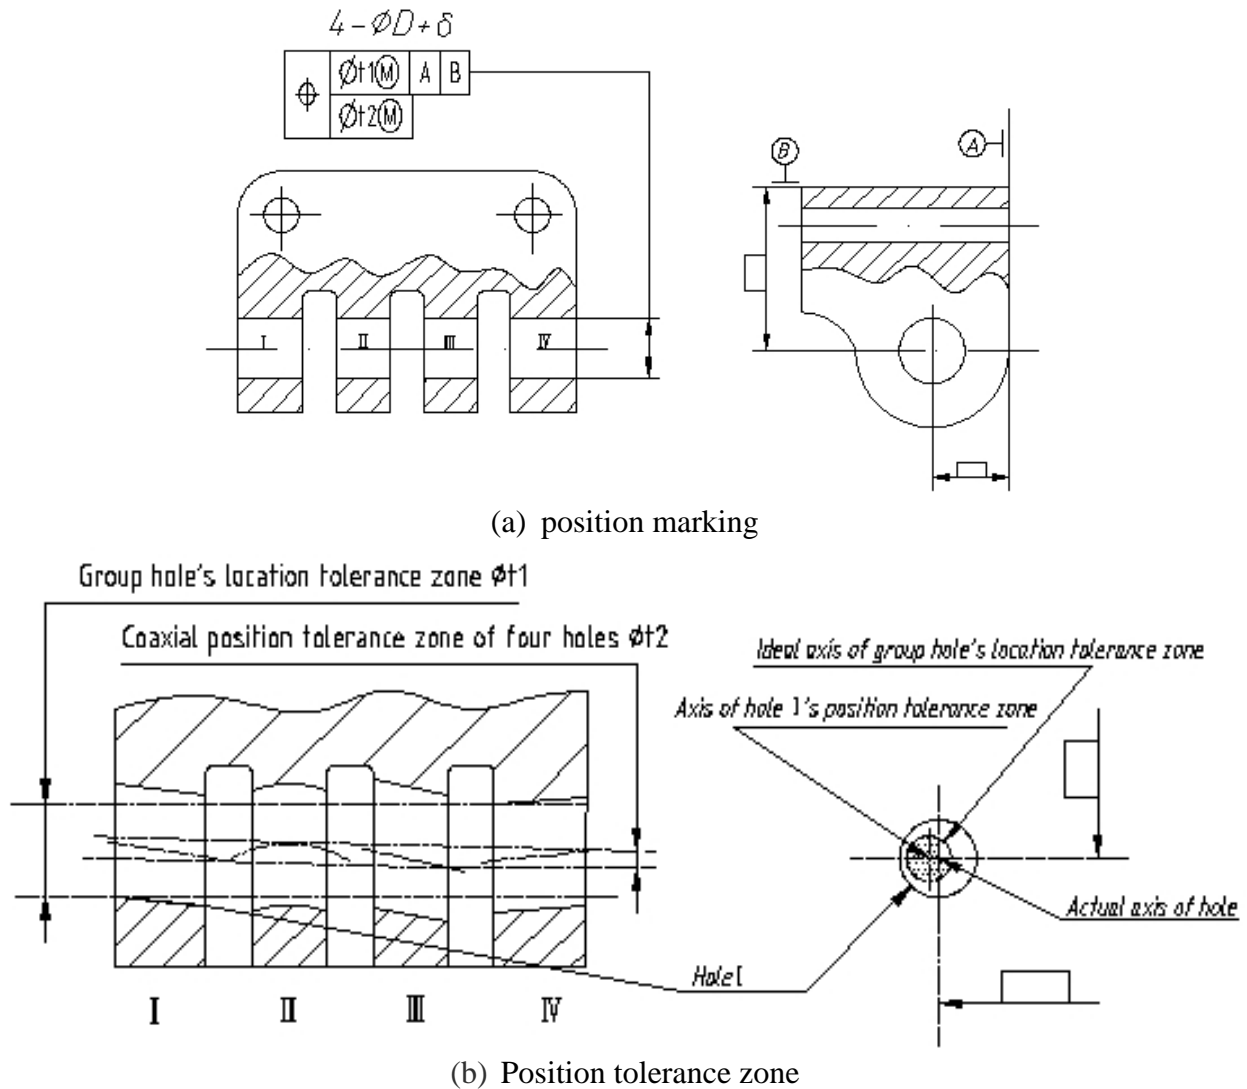 4-ØD+δ
⌖ Øt1Ⓜ A B
Øt2Ⓜ
B
A
I II III IV
(a) position marking
Group hole's location tolerance zone Φt1
Coaxial position tolerance zone of four holes Φt2
Ideal axis of group hole's location tolerance zone
Axis of hole 1's position tolerance zone
Actual axis of hole
Hole I
I II III IV
(b) Position tolerance zone